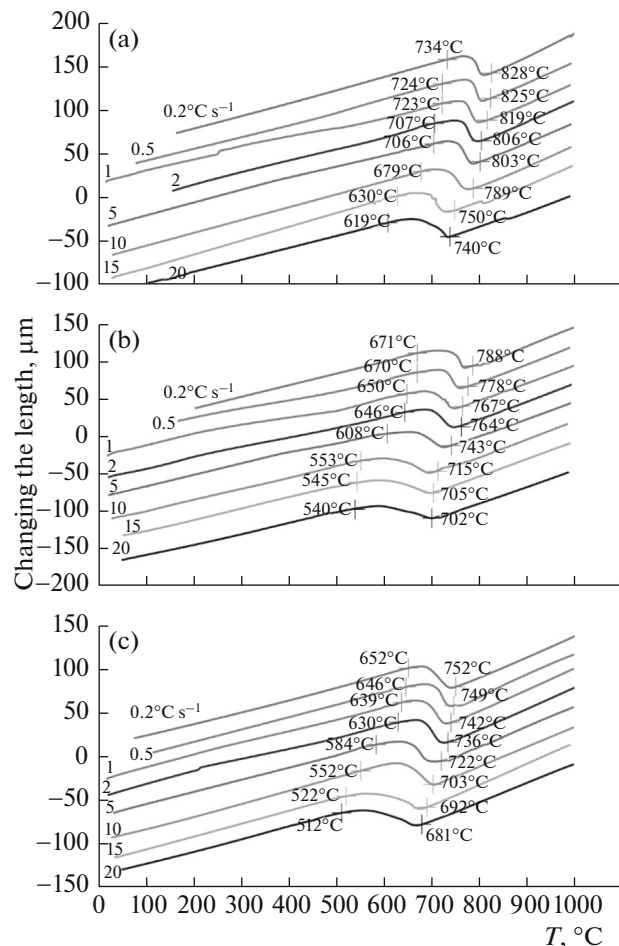 (a)
200
150
100
50
0
−50
−100
734°C
724°C
723°C
707°C
706°C
679°C
630°C
619°C
828°C
825°C
819°C
806°C
803°C
789°C
750°C
740°C
0.2°C s−1
0.5
1
2
5
10
15
20
(b)
150
100
50
0
−50
−100
−150
−200
671°C
670°C
650°C
646°C
608°C
553°C
545°C
540°C
788°C
778°C
767°C
764°C
743°C
715°C
705°C
702°C
0.2°C s−1
0.5
1
2
5
10
15
20
Changing the length, μm
(c)
150
100
50
0
−50
−100
−150
652°C
646°C
639°C
630°C
584°C
552°C
522°C
512°C
752°C
749°C
742°C
736°C
722°C
703°C
692°C
681°C
0.2°C s−1
0.5
1
2
5
10
15
20
0 100 200 300 400 500 600 700 800 900 1000
T, °C